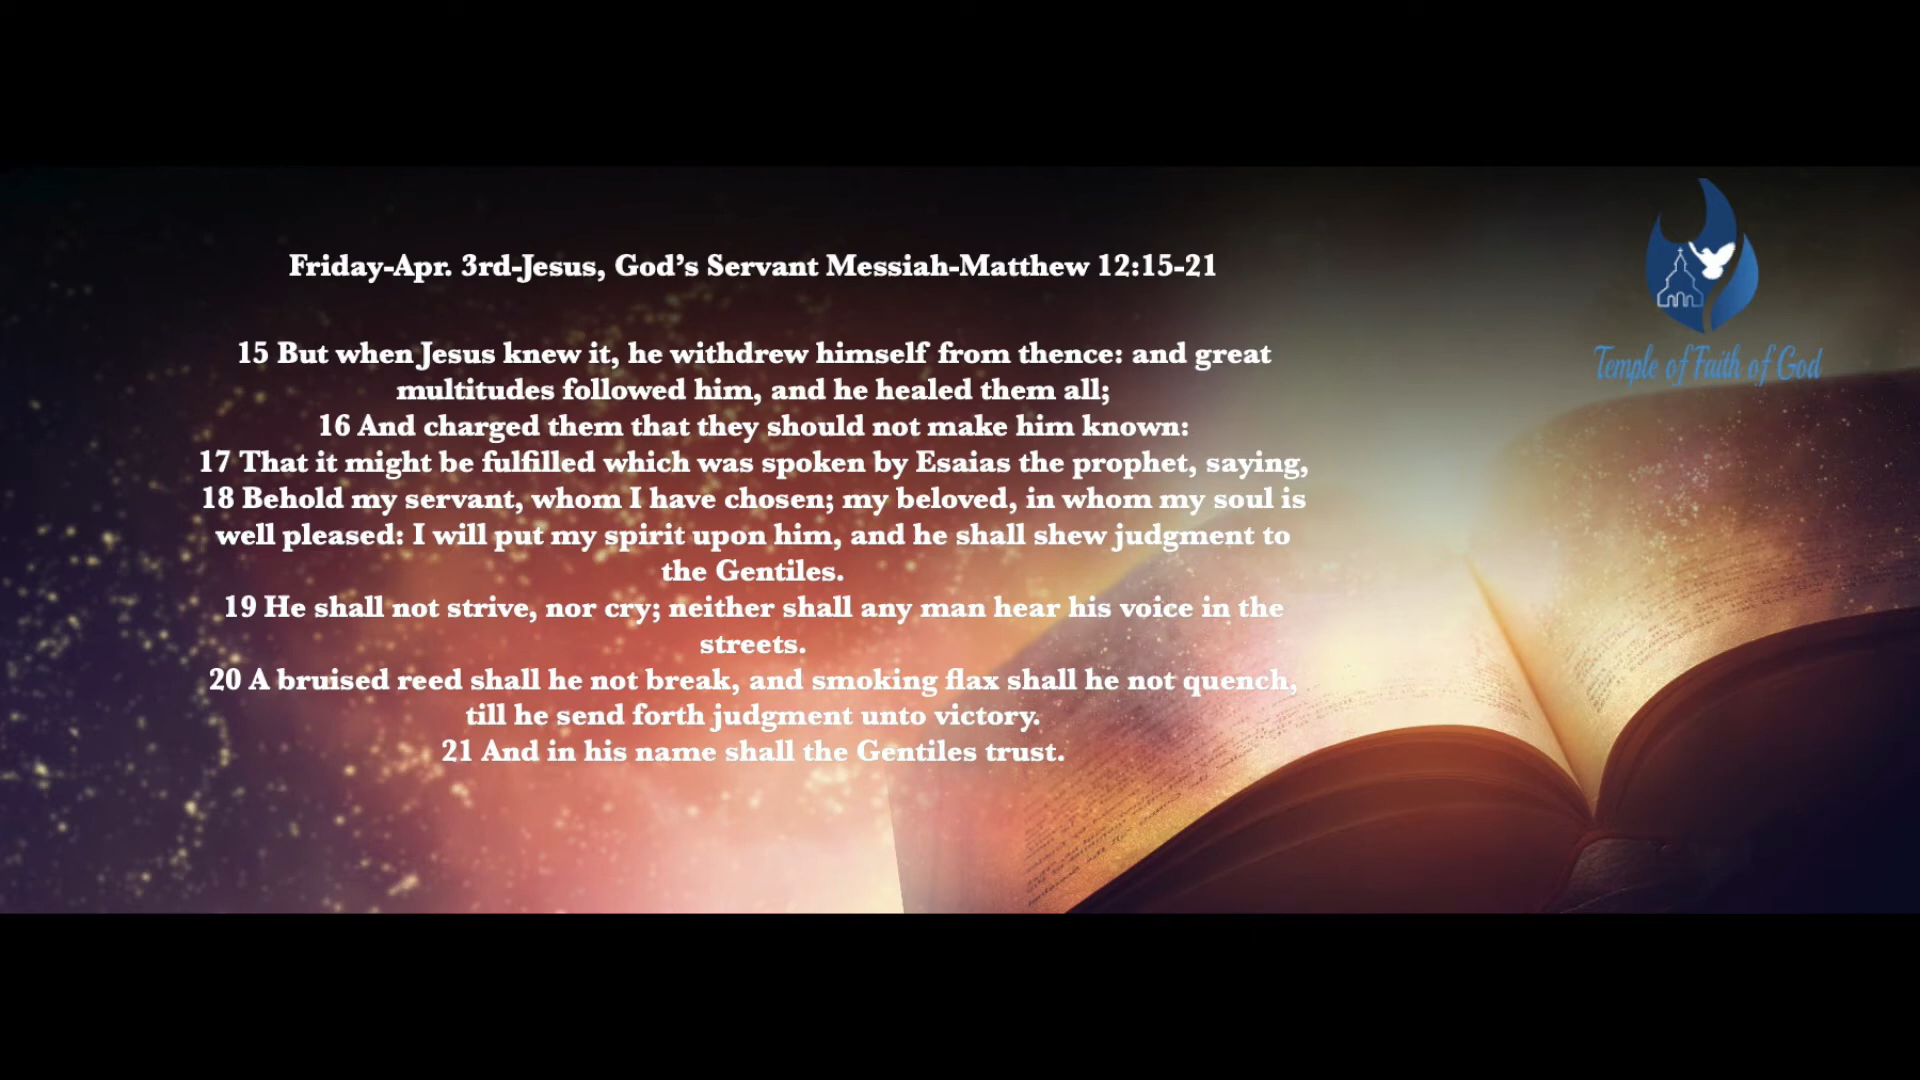 Friday-Apr. 3rd-Jesus, God’s Servant Messiah-Matthew 12:15-21
15 But when Jesus knew it, he withdrew himself from thence: and great
multitudes followed him, and he healed them all;
16 And charged them that they should not make him known:
17 That it might be fulfilled which was spoken by Esaias the prophet, saying,
18 Behold my servant, whom I have chosen; my beloved, in whom my soul is
well pleased: I will put my spirit upon him, and he shall shew judgment to
the Gentiles.
19 He shall not strive, nor cry; neither shall any man hear his voice in the
streets.
20 A bruised reed shall he not break, and smoking flax shall he not quench,
till he send forth judgment unto victory.
21 And in his name shall the Gentiles trust.
Temple of Faith of God